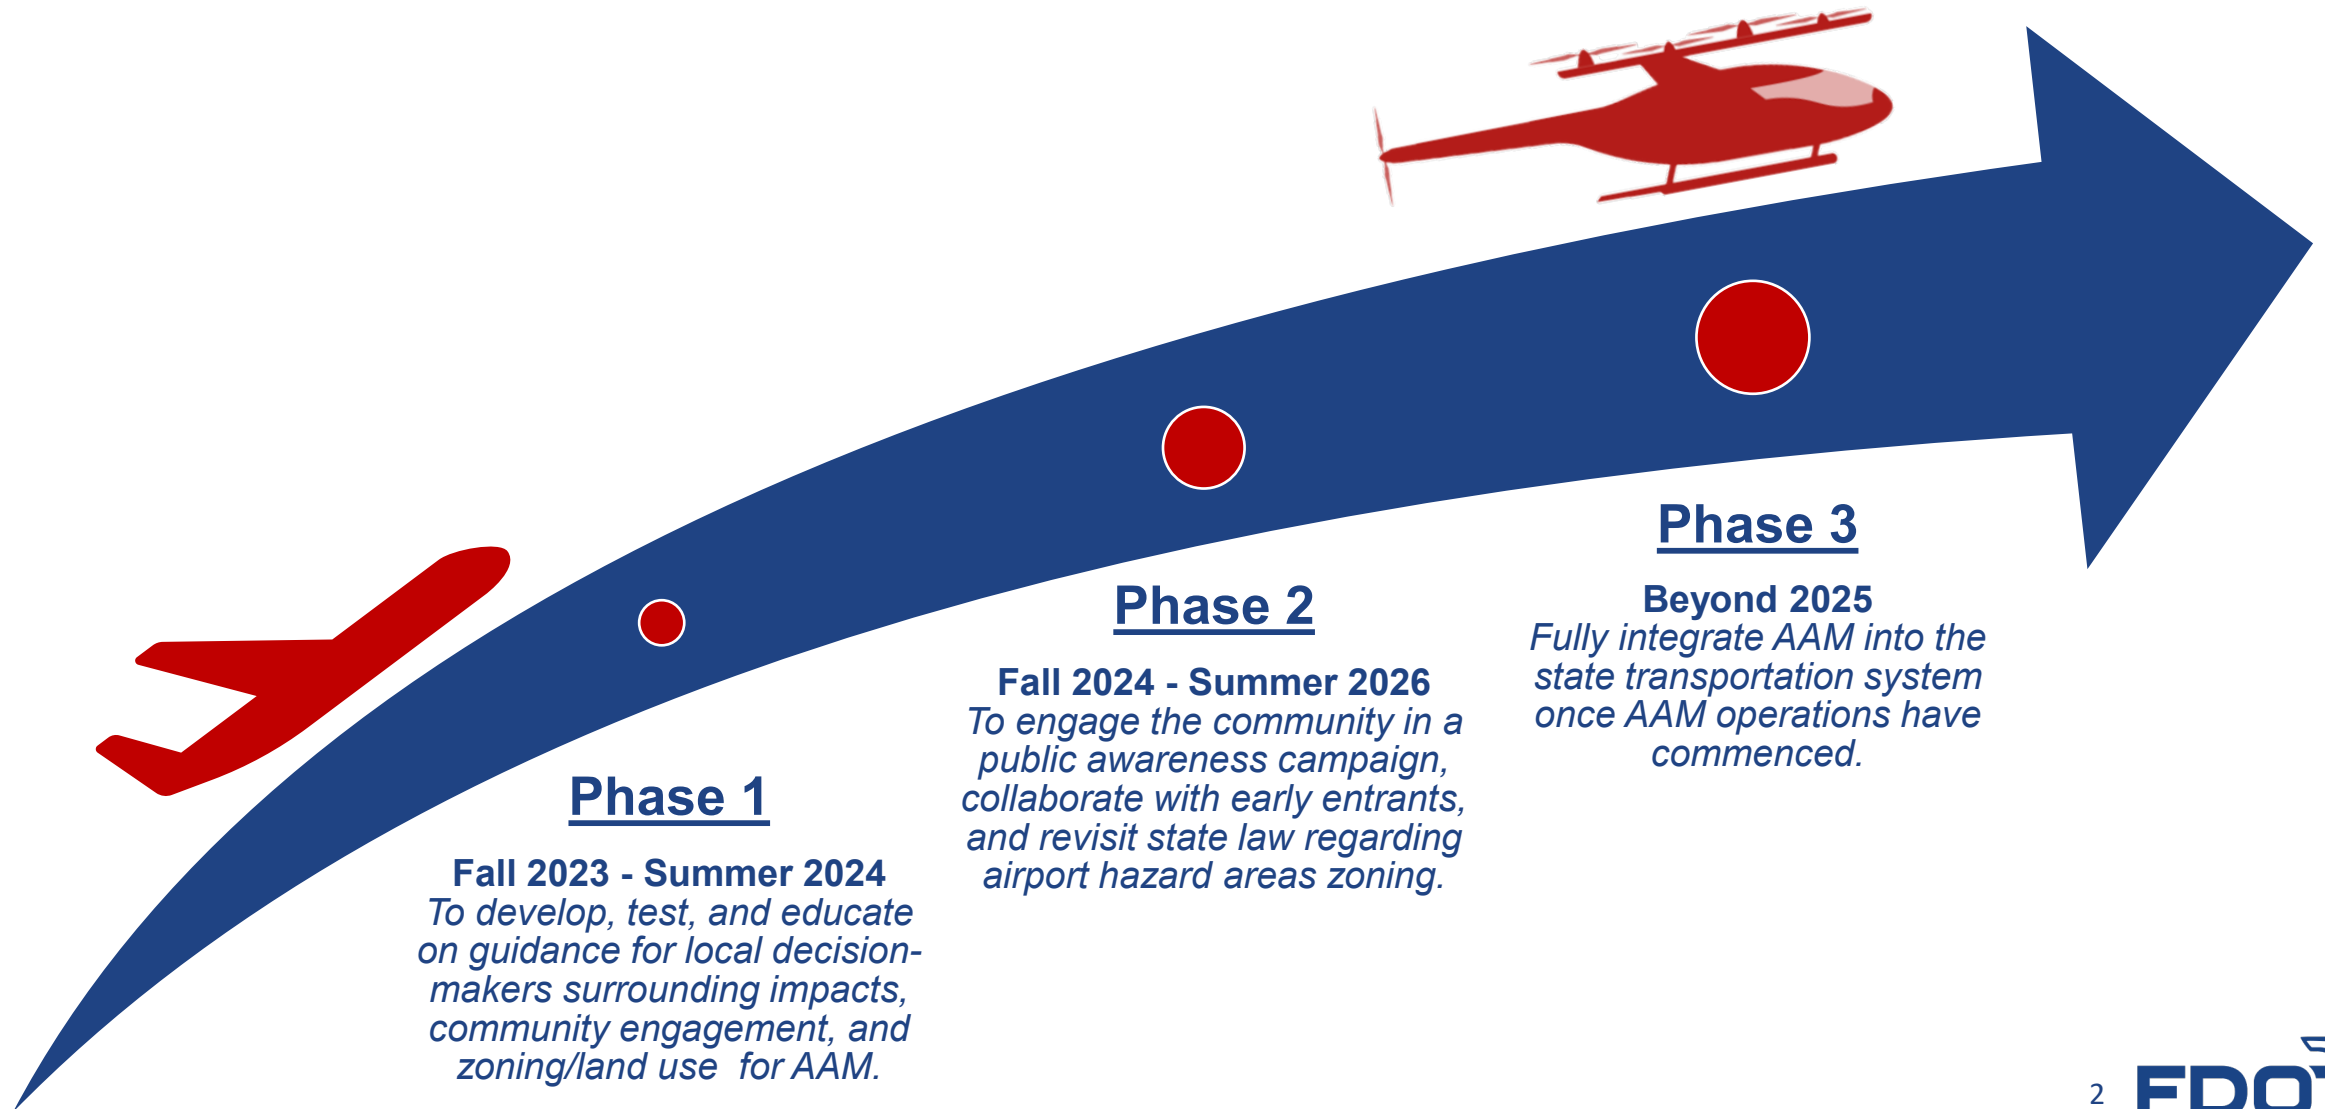 Phase 1
Fall 2023 - Summer 2024
To develop, test, and educate
on guidance for local decision-
makers surrounding impacts,
community engagement, and
zoning/land use  for AAM.
Phase 2
Fall 2024 - Summer 2026
To engage the community in a
public awareness campaign,
collaborate with early entrants,
and revisit state law regarding
airport hazard areas zoning.
Phase 3
Beyond 2025
Fully integrate AAM into the
state transportation system
once AAM operations have
commenced.
2
FDOT